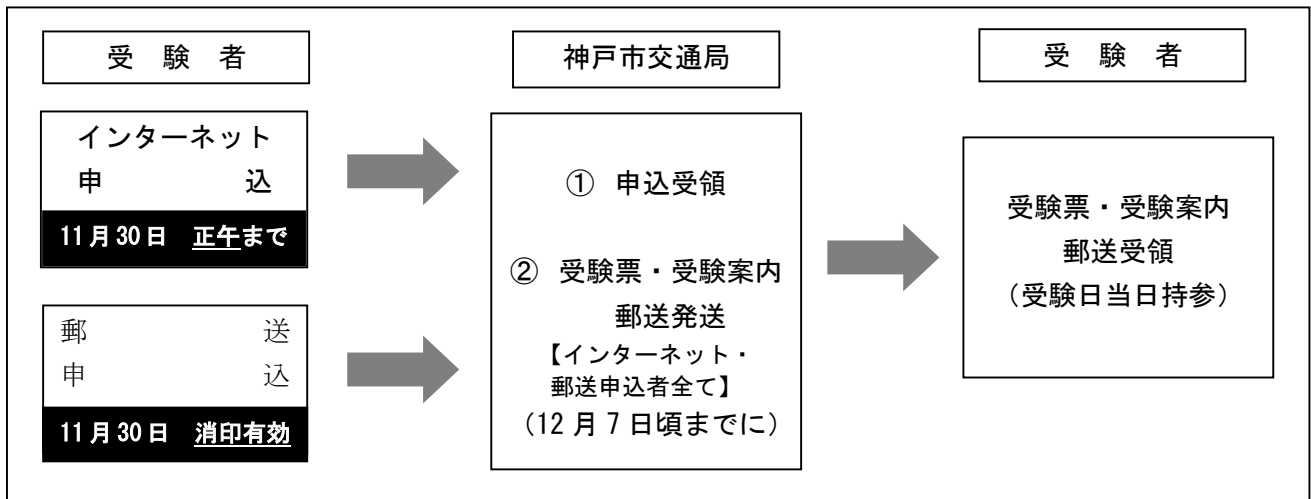 受験者
インターネット
申込
11月30日 正午まで
郵送
申込
11月30日 消印有効
神戸市交通局
① 申込受領
② 受験票・受験案内
郵送発送
【インターネット・
郵送申込者全て】
(12月7日頃までに)
受験者
受験票・受験案内
郵送受領
(受験日当日持参)